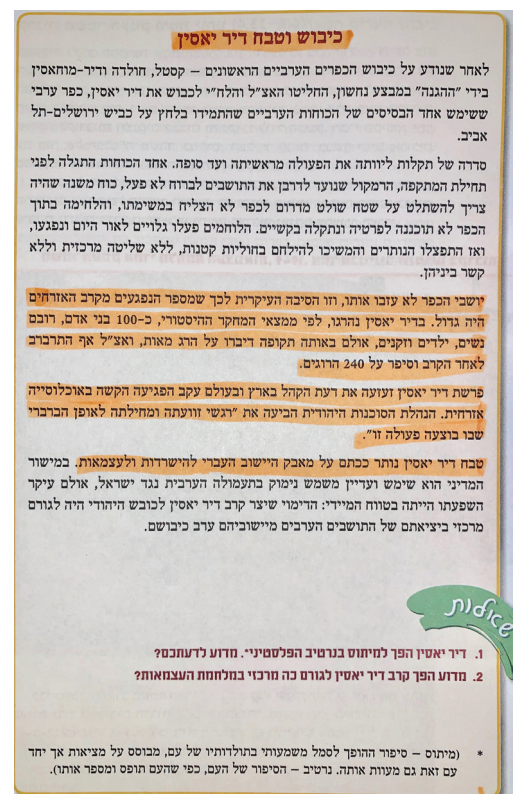 כיבוש וטבח דיר יאסין
לאחר שנודע על כיבוש הכפרים הערביים הראשונים – קסטל, חולדה ודיר-מוחאסין
בידי "ההגנה" במבצע נחשון, החליטו האצ"ל והלח"י לכבוש את דיר יאסין, כפר ערבי
ששימש אחד הבסיסים של הכוחות הערביים שהתמידו בלחץ על כביש ירושלים-תל
אביב.
סדרה של תקלות ליוותה את הפעולה מראשיתה ועד סופה. אחד הכוחות התגלה לפני
תחילת המתקפה, הרמקול שנועד לדרבן את התושבים לברוח לא פעל, כוח משנה שהיה
צריך להשתלט על שטח שולט מדרום לכפר לא הצליח במשימתו, והלחימה בתוך
הכפר לא תוכננה לפרטיה ונתקלה בקשיים. הלוחמים פעלו גלויים לאור היום ונפגעו,
ואז התפצלו הנותרים והמשיכו להילחם בחוליות קטנות, ללא שליטה מרכזית וללא
קשר ביניהן.
יושבי הכפר לא עזבו אותו, וזו הסיבה העיקרית לכך שמספר הנפגעים מקרב האזרחים
היה גדול. בדיר יאסין נהרגו, לפי ממצאי המחקר ההיסטורי, כ-100 בני אדם, רובם
נשים, ילדים וזקנים, אולם באותה תקופה דיברו על הרג מאות, ואצ"ל אף התרברב
לאחר הקרב וסיפר על 240 הרוגים.
פרשת דיר יאסין זעזעה את דעת הקהל בארץ ובעולם עקב הפגיעה הקשה באוכלוסייה
אזרחית. הנהלת הסוכנות היהודית הביעה את "רגשי זוועתה ומחילתה לאופן הברברי
שבו בוצעה פעולה זו".
טבח דיר יאסין נותר ככתם על מאבק היישוב העברי להישרדות ולעצמאות. במישור
המדיני הוא שימש ועדיין משמש נימוק בתעמולה הערבית נגד ישראל, אולם עיקר
השפעתו הייתה בטווח המיידי: הדימוי שיצר קרב דיר יאסין לכובש היהודי היה לגורם
מרכזי ביציאתם של התושבים הערבים מיישוביהם ערב כיבושם.
שאלות
1. דיר יאסין הפך למיתוס בנרטיב הפלסטיני*. מדוע לדעתכם?
2. מדוע הפך קרב דיר יאסין לגורם כה מרכזי במלחמת העצמאות?
* (מיתוס – סיפור ההופך לסמל משמעותי בתולדותיו של עם, מבוסס על מציאות אך יחד
עם זאת גם מעוות אותה. נרטיב – הסיפור של העם, כפי שהעם תופס ומספר אותו).